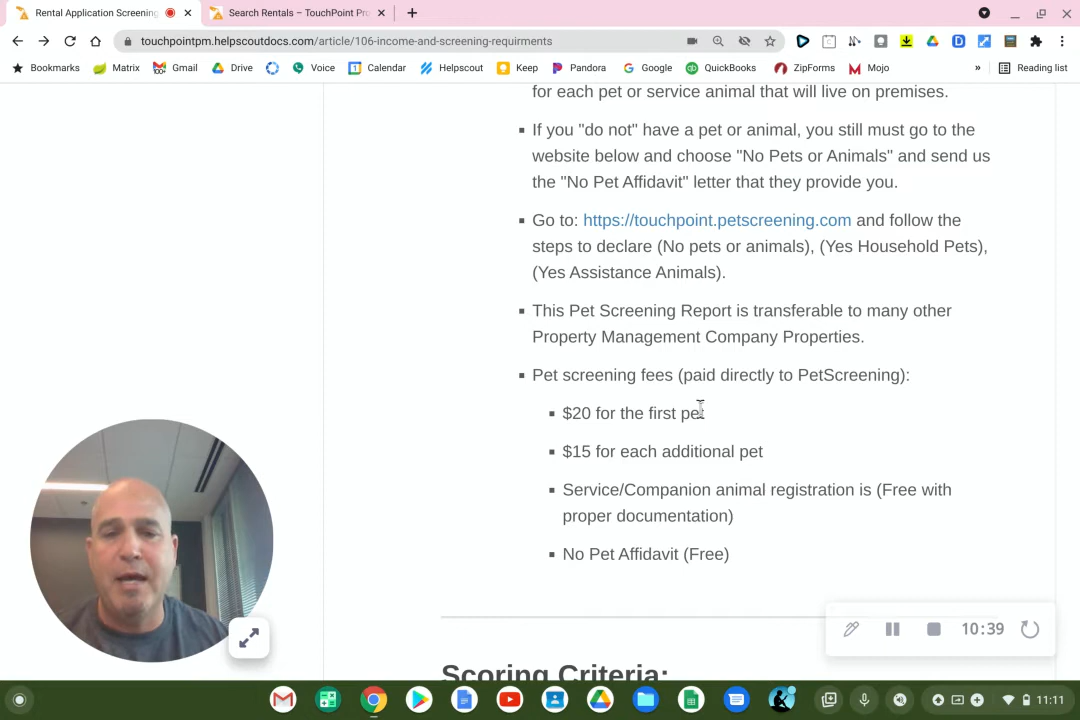 Rental Application Screening
Search Rentals – TouchPoint Pro
touchpointpm.helpscoutdocs.com/article/106-income-and-screening-requirments
Bookmarks Matrix Gmail Drive Voice Calendar Helpscout Keep Pandora Google QuickBooks ZipForms Mojo » Reading list
for each pet or service animal that will live on premises.
If you "do not" have a pet or animal, you still must go to the
website below and choose "No Pets or Animals" and send us
the "No Pet Affidavit" letter that they provide you.
Go to: https://touchpoint.petscreening.com and follow the
steps to declare (No pets or animals), (Yes Household Pets),
(Yes Assistance Animals).
This Pet Screening Report is transferable to many other
Property Management Company Properties.
Pet screening fees (paid directly to PetScreening):
$20 for the first pet
$15 for each additional pet
Service/Companion animal registration is (Free with
proper documentation)
No Pet Affidavit (Free)
10:39
Scoring Criteria:
11:11